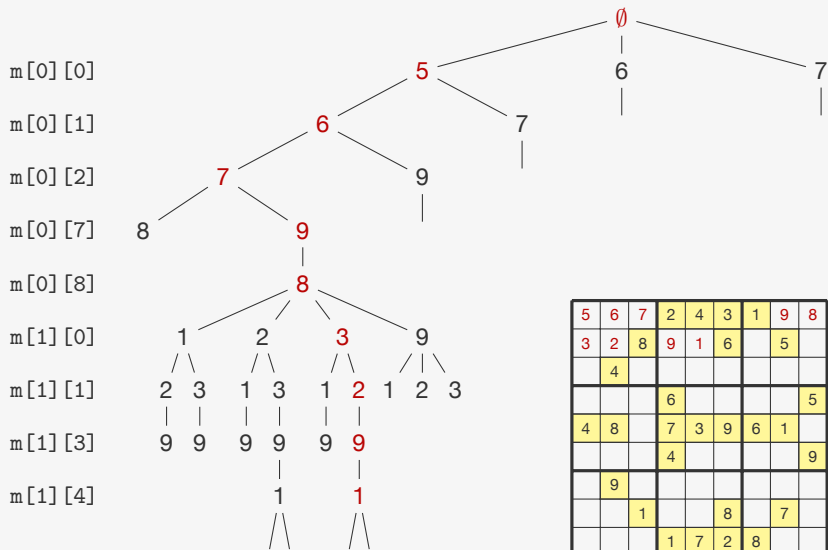 ∅
m[0][0] 5 6 7
m[0][1] 6 7
m[0][2] 7 9
m[0][7] 8 9
m[0][8] 8
m[1][0] 1 2 3 9
m[1][1] 2 3 1 3 1 2 1 2 3
m[1][3] 9 9 9 9 9 9
m[1][4] 1 1
5 6 7 2 4 3 1 9 8
3 2 8 9 1 6 5
4
6 5
4 8 7 3 9 6 1
4 9
9
1 8 7
1 7 2 8